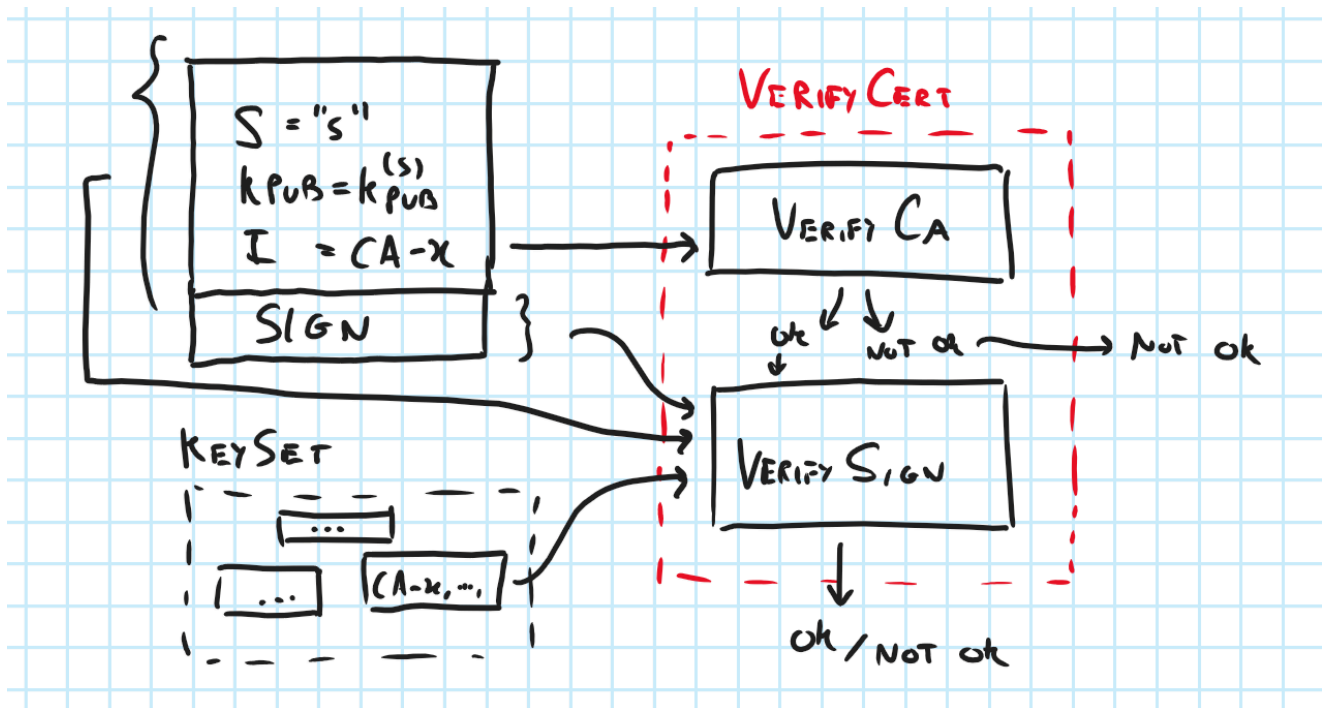 VERIFY CERT
S = "s"
KPUB = K(S)PUB
I = CA-x
SIGN
VERIFY CA
ok
NOT ok
NOT ok
KEYSET
...
...
CA-x, ...,
VERIFY SIGN
ok / NOT ok